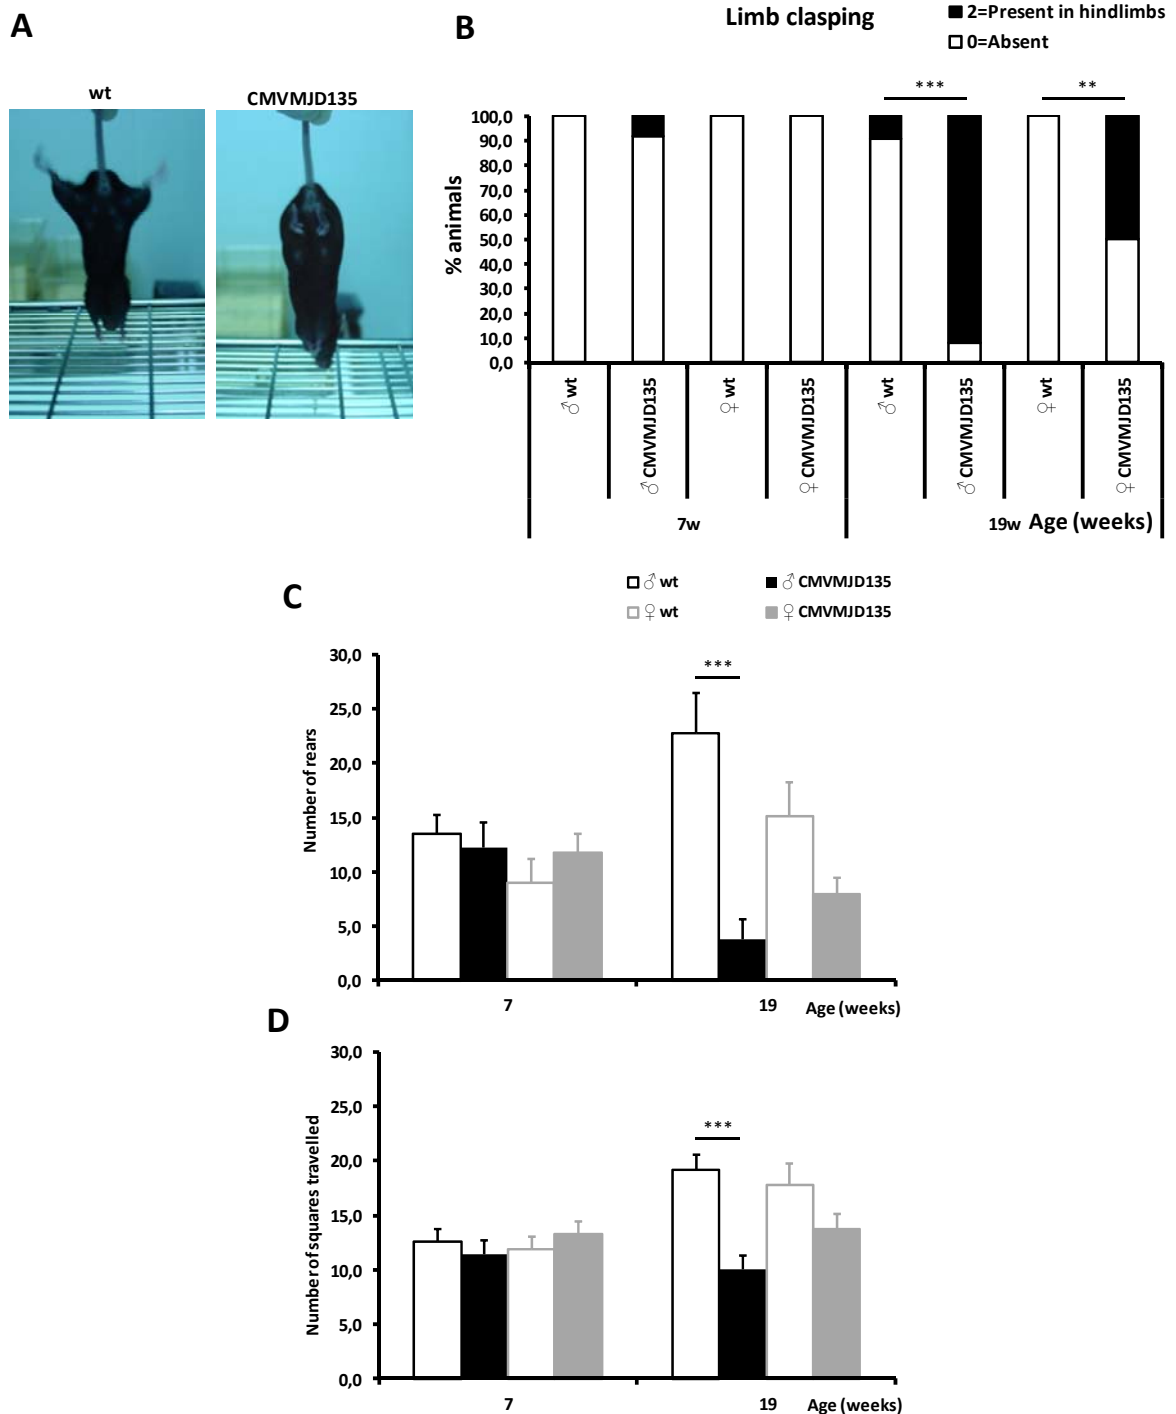 A
wt
CMVMJD135
B
Limb clasping
2=Present in hindlimbs
0=Absent
***
**
% animals
100,0
90,0
80,0
70,0
60,0
50,0
40,0
30,0
20,0
10,0
0,0
♂ wt
♂ CMVMJD135
♀ wt
♀ CMVMJD135
♂ wt
♂ CMVMJD135
♀ wt
♀ CMVMJD135
7w
19w
Age (weeks)
C
♂ wt
♂ CMVMJD135
♀ wt
♀ CMVMJD135
Number of rears
30,0
25,0
20,0
15,0
10,0
5,0
0,0
***
7
19
Age (weeks)
D
Number of squares travelled
30,0
25,0
20,0
15,0
10,0
5,0
0,0
***
7
19
Age (weeks)